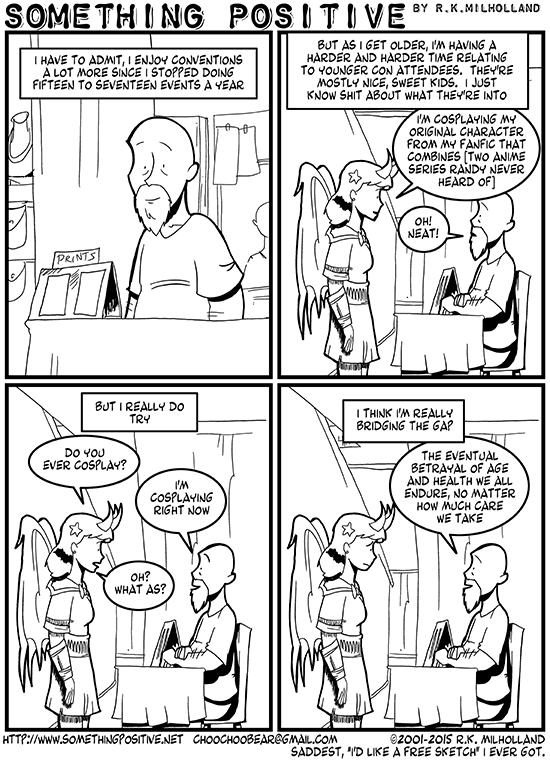 SOMETHING POSITIVE BY R.K.MILHOLLAND
I HAVE TO ADMIT, I ENJOY CONVENTIONS
A LOT MORE SINCE I STOPPED DOING
FIFTEEN TO SEVENTEEN EVENTS A YEAR
PRINTS
BUT AS I GET OLDER, I'M HAVING A
HARDER AND HARDER TIME RELATING
TO YOUNGER CON ATTENDEES. THEY'RE
MOSTLY NICE, SWEET KIDS. I JUST
KNOW SHIT ABOUT WHAT THEY'RE INTO
I'M COSPLAYING MY
ORIGINAL CHARACTER
FROM MY FANFIC THAT
COMBINES [TWO ANIME
SERIES RANDY NEVER
HEARD OF]
OH!
NEAT!
BUT I REALLY DO
TRY
DO YOU
EVER COSPLAY?
I'M
COSPLAYING
RIGHT NOW
OH?
WHAT AS?
I THINK I'M REALLY
BRIDGING THE GAP
THE EVENTUAL
BETRAYAL OF AGE
AND HEALTH WE ALL
ENDURE, NO MATTER
HOW MUCH CARE
WE TAKE
HTTP://WWW.SOMETHINGPOSITIVE.NET CHOOCHOOBEAR@GMAIL.COM ©2001-2015 R.K. MILHOLLAND
SADDEST, "I'D LIKE A FREE SKETCH" I EVER GOT.